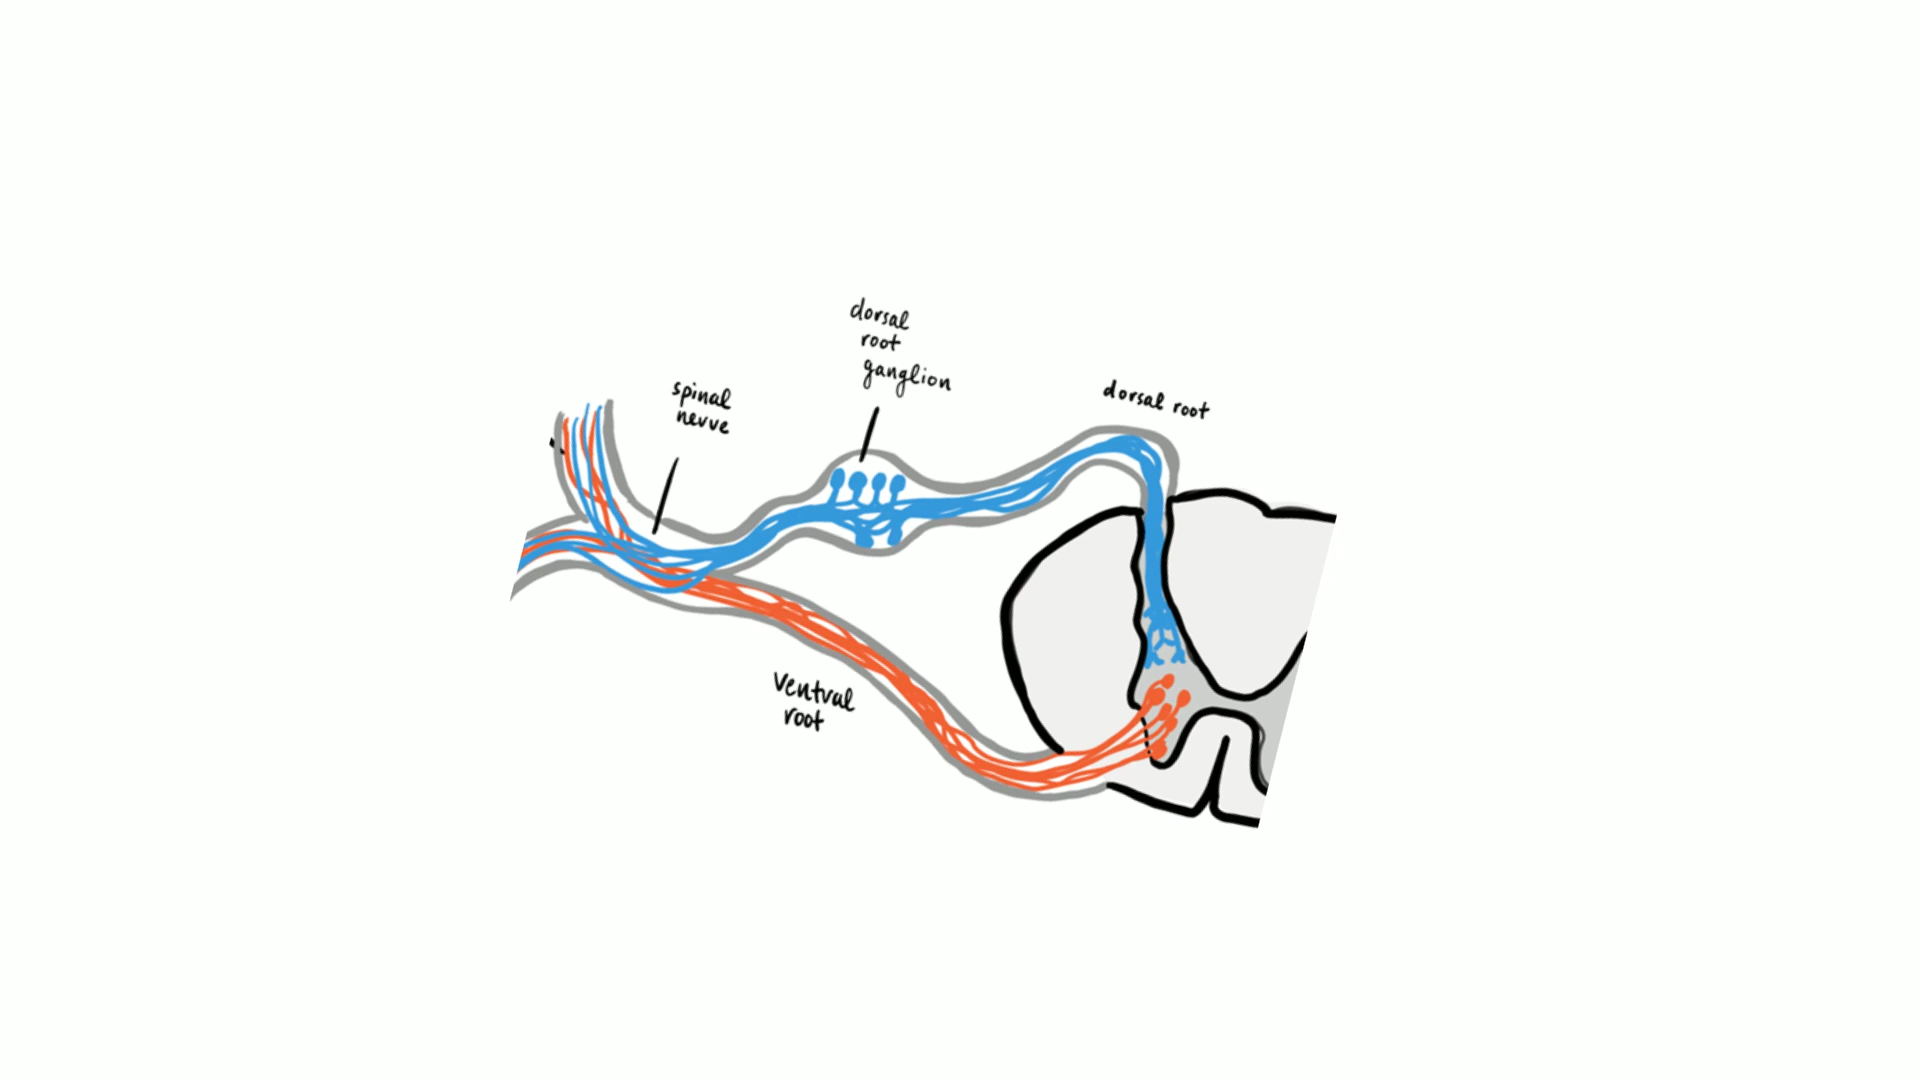 dorsal
root
ganglion
spinal
nerve
dorsal root
Ventral
root